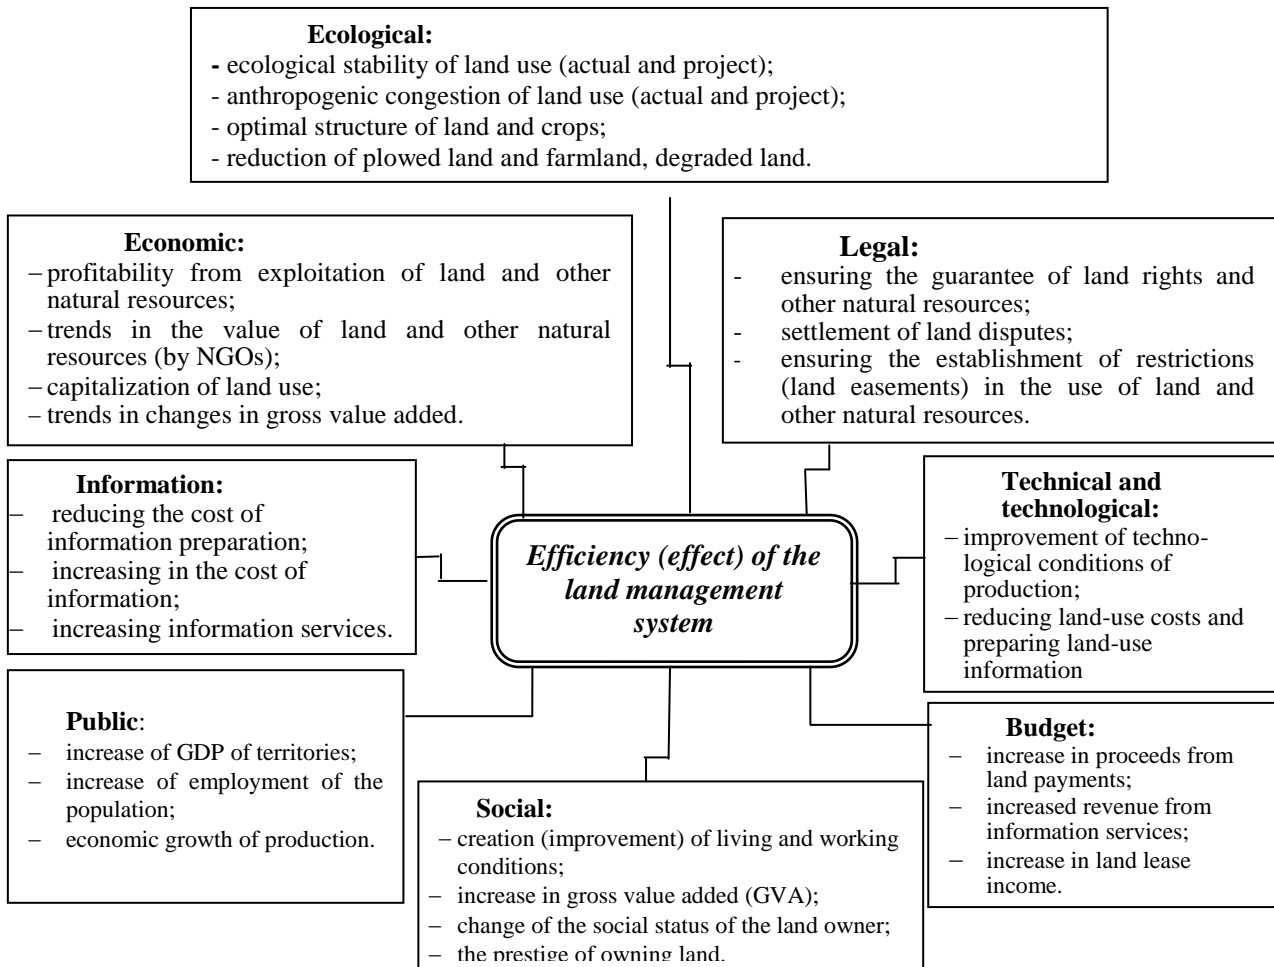 Ecological:
- ecological stability of land use (actual and project);
- anthropogenic congestion of land use (actual and project);
- optimal structure of land and crops;
- reduction of plowed land and farmland, degraded land.
Economic:
– profitability from exploitation of land and other
natural resources;
– trends in the value of land and other natural
resources (by NGOs);
– capitalization of land use;
– trends in changes in gross value added.
Legal:
- ensuring the guarantee of land rights and
other natural resources;
- settlement of land disputes;
- ensuring the establishment of restrictions
(land easements) in the use of land and
other natural resources.
Information:
– reducing the cost of
information preparation;
– increasing in the cost of
information;
– increasing information services.
Efficiency (effect) of the
land management
system
Technical and
technological:
– improvement of techno-
logical conditions of
production;
– reducing land-use costs and
preparing land-use
information
Public:
– increase of GDP of territories;
– increase of employment of the
population;
– economic growth of production.
Social:
– creation (improvement) of living and working
conditions;
– increase in gross value added (GVA);
– change of the social status of the land owner;
– the prestige of owning land.
Budget:
– increase in proceeds from
land payments;
– increased revenue from
information services;
– increase in land lease
income.